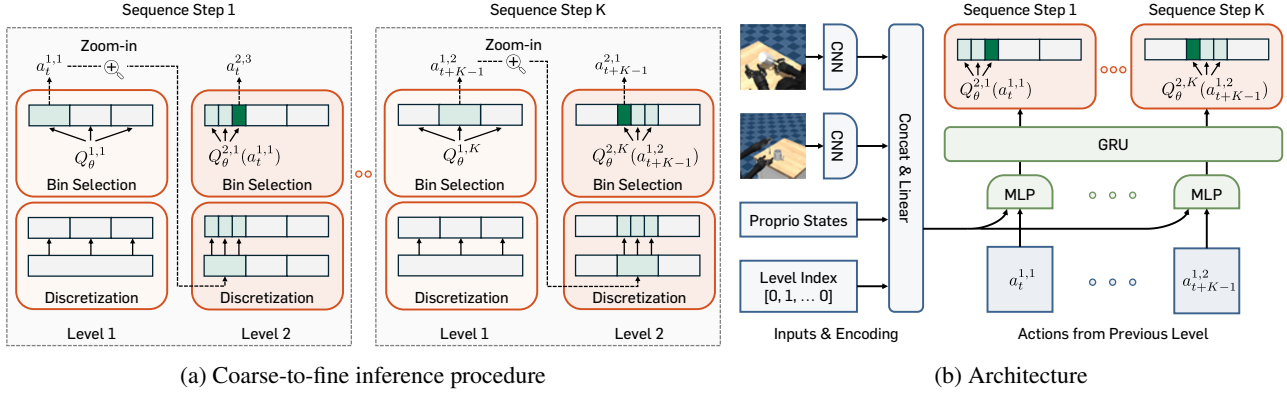 Sequence Step 1
Zoom-in
a_t^{1,1}
a_t^{2,3}
Q_θ^{1,1}
Bin Selection
Q_θ^{2,1}(a_t^{1,1})
Bin Selection
Discretization
Discretization
Level 1
Level 2
Sequence Step K
Zoom-in
a_{t+K-1}^{1,2}
a_{t+K-1}^{2,1}
Q_θ^{1,K}
Bin Selection
Q_θ^{2,K}(a_{t+K-1}^{1,2})
Bin Selection
Discretization
Discretization
Level 1
Level 2
(a) Coarse-to-fine inference procedure
CNN
CNN
Proprio States
Level Index
[0, 1, ... 0]
Concat & Linear
Inputs & Encoding
Sequence Step 1
Sequence Step K
Q_θ^{2,1}(a_t^{1,1})
Q_θ^{2,K}(a_{t+K-1}^{1,2})
GRU
MLP
MLP
a_t^{1,1}
a_{t+K-1}^{1,2}
Actions from Previous Level
(b) Architecture